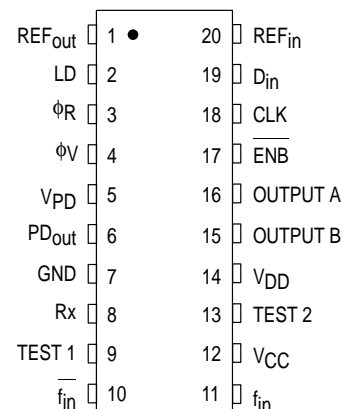 REFout 1 20 REFin
LD 2 19 Din
ϕR 3 18 CLK
ϕV 4 17 E̅N̅B̅
VPD 5 16 OUTPUT A
PDout 6 15 OUTPUT B
GND 7 14 VDD
Rx 8 13 TEST 2
TEST 1 9 12 VCC
f̅i̅n̅ 10 11 fin